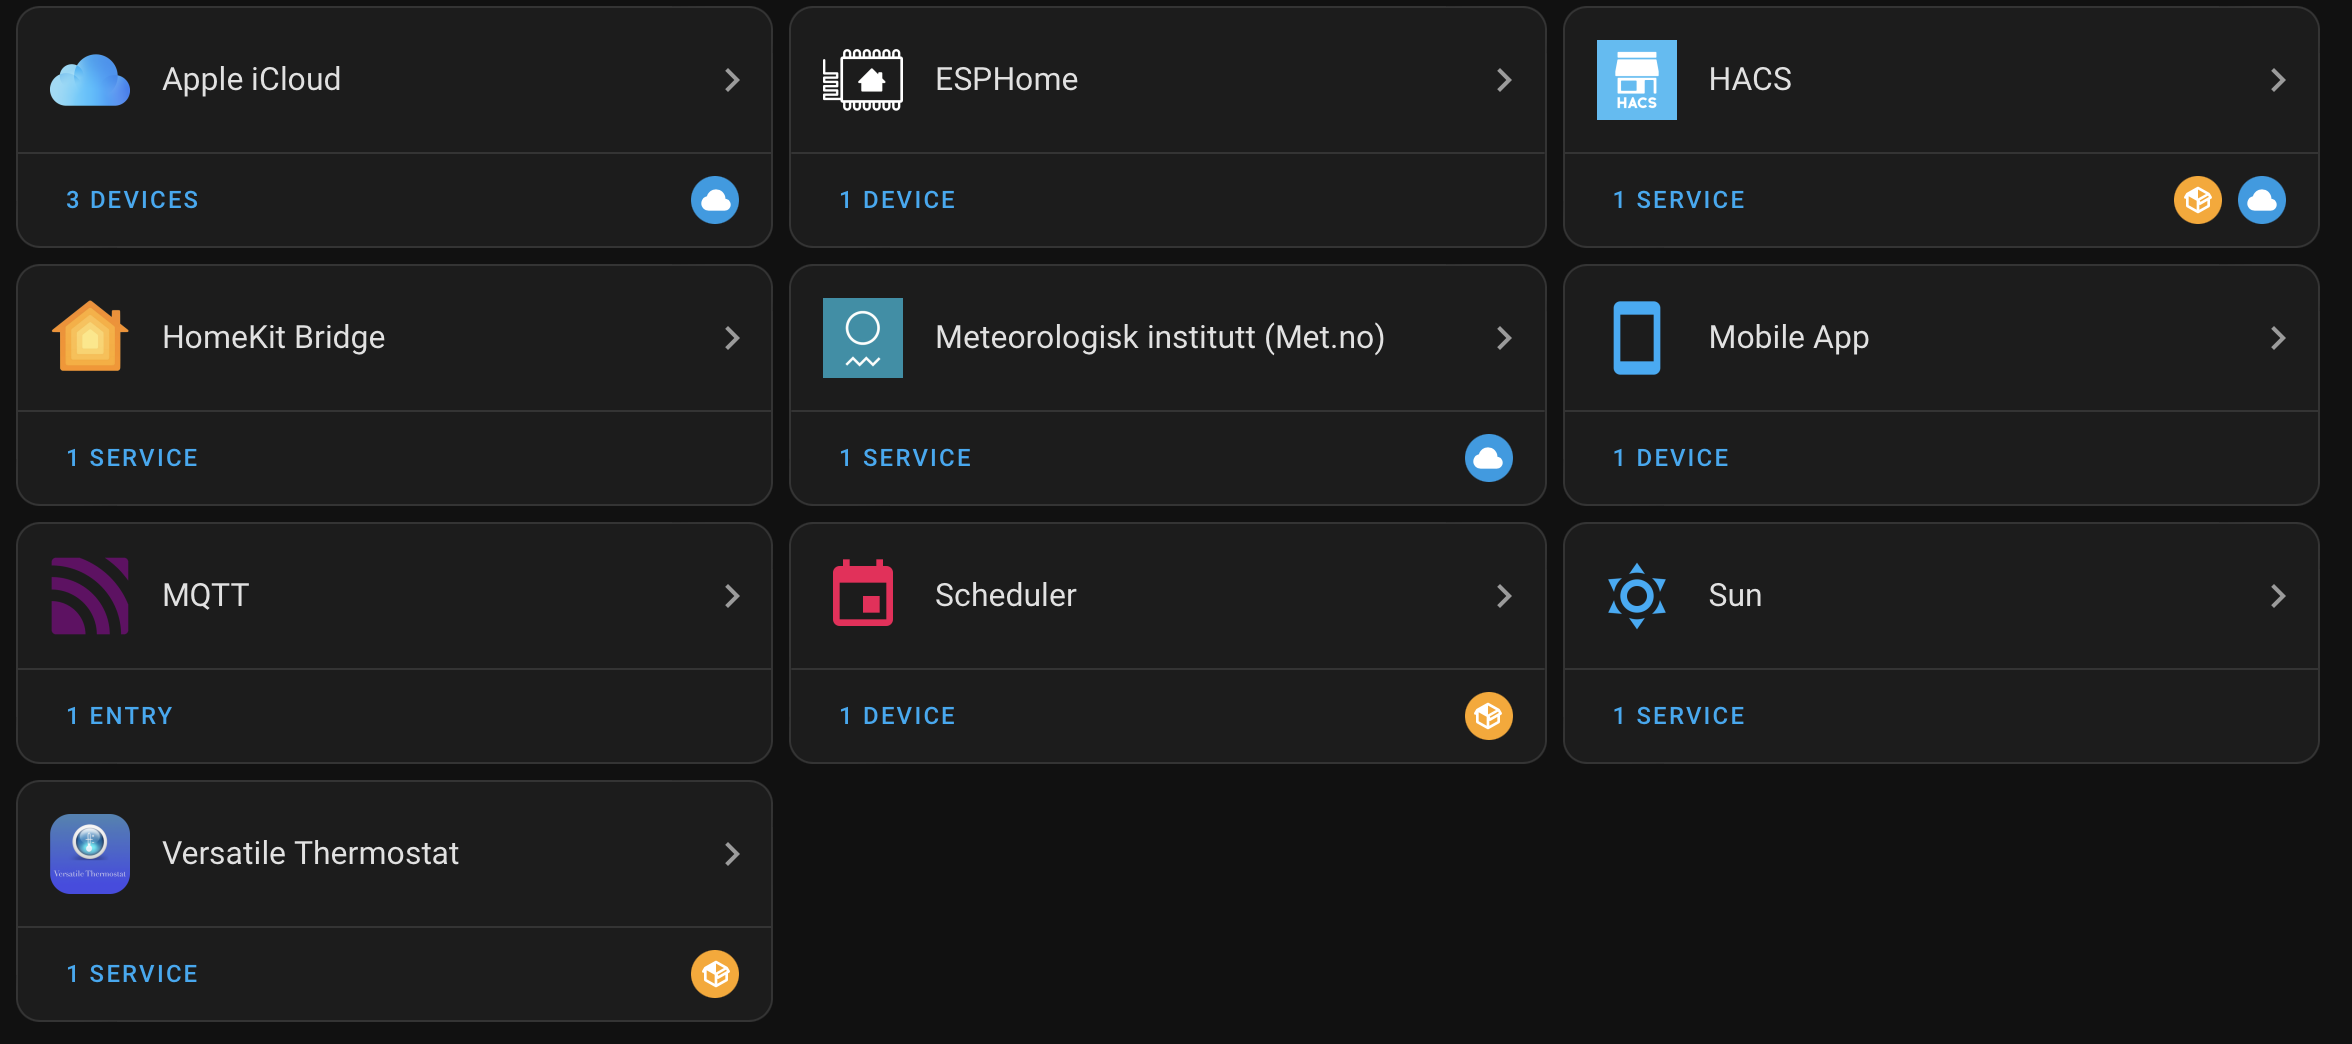 Apple iCloud
3 DEVICES
ESPHome
1 DEVICE
HACS
HACS
1 SERVICE
HomeKit Bridge
1 SERVICE
Meteorologisk institutt (Met.no)
1 SERVICE
Mobile App
1 DEVICE
MQTT
1 ENTRY
Scheduler
1 DEVICE
Sun
1 SERVICE
Versatile Thermostat
Versatile Thermostat
1 SERVICE